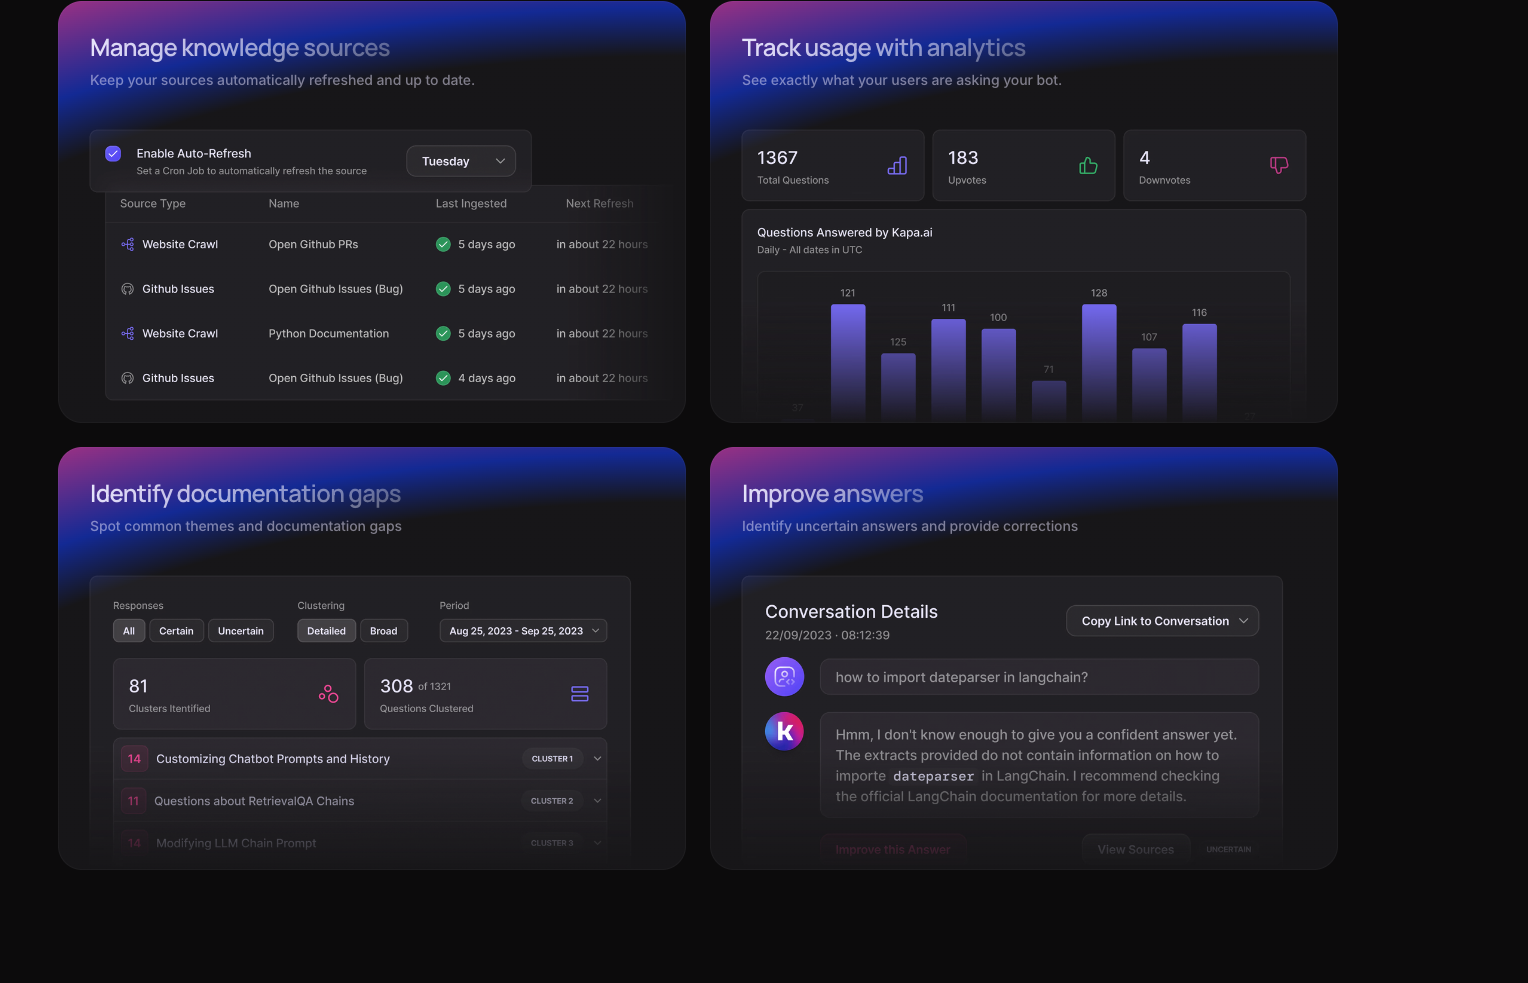 Manage knowledge sources
Keep your sources automatically refreshed and up to date.
Enable Auto-Refresh
Set a Cron Job to automatically refresh the source
Tuesday
Source Type Name Last Ingested Next Refresh
Website Crawl Open Github PRs 5 days ago in about 22 hours
Github Issues Open Github Issues (Bug) 5 days ago in about 22 hours
Website Crawl Python Documentation 5 days ago in about 22 hours
Github Issues Open Github Issues (Bug) 4 days ago in about 22 hours
Track usage with analytics
See exactly what your users are asking your bot.
1367
Total Questions
183
Upvotes
4
Downvotes
Questions Answered by Kapa.ai
Daily - All dates in UTC
37
121
125
111
100
71
128
107
116
Identify documentation gaps
Spot common themes and documentation gaps
Responses Clustering Period
All Certain Uncertain Detailed Broad Aug 25, 2023 - Sep 25, 2023
81
Clusters Itentified
308 of 1321
Questions Clustered
14 Customizing Chatbot Prompts and History CLUSTER 1
11 Questions about RetrievalQA Chains CLUSTER 2
14 Modifying LLM Chain Prompt CLUSTER 3
Improve answers
Identify uncertain answers and provide corrections
Conversation Details
22/09/2023 · 08:12:39
Copy Link to Conversation
how to import dateparser in langchain?
k
Hmm, I don't know enough to give you a confident answer yet.
The extracts provided do not contain information on how to
importe dateparser in LangChain. I recommend checking
the official LangChain documentation for more details.
Improve this Answer View Sources UNCERTAIN